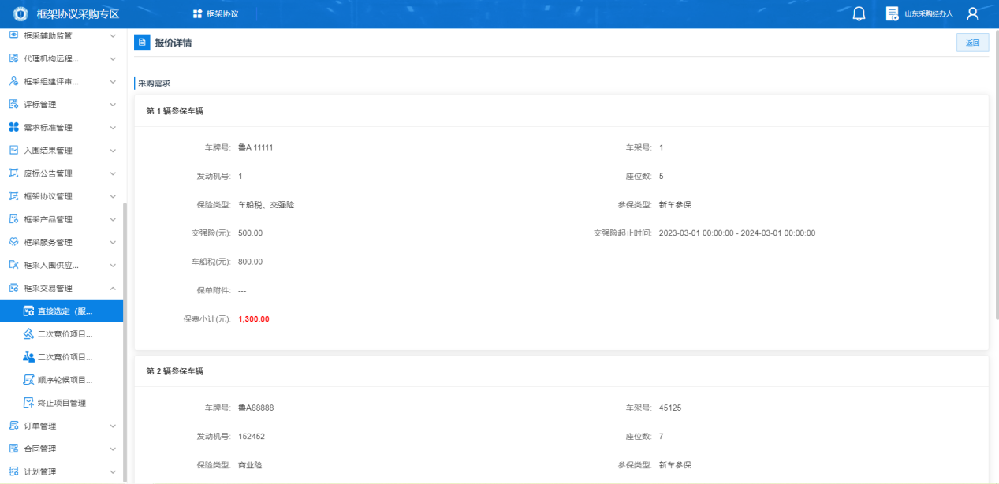 框架协议采购专区
框架协议
山东采购经办人
框采辅助监管
代理机构远程...
框采组建评审...
评标管理
需求标准管理
入围结果管理
废标公告管理
框架协议管理
框采产品管理
框采服务管理
框采入围供应...
框采交易管理
直接选定（服...
二次竞价项目...
二次竞价项目...
顺序轮候项目...
终止项目管理
订单管理
合同管理
计划管理
报价详情
返回
采购需求
第 1 辆参保车辆
车牌号: 鲁A 11111
车架号: 1
发动机号: 1
座位数: 5
保险类型: 车船税、交强险
参保类型: 新车参保
交强险(元): 500.00
交强险起止时间: 2023-03-01 00:00:00 - 2024-03-01 00:00:00
车船税(元): 800.00
保单附件: ---
保费小计(元): 1,300.00
第 2 辆参保车辆
车牌号: 鲁A88888
车架号: 45125
发动机号: 152452
座位数: 7
保险类型: 商业险
参保类型: 新车参保